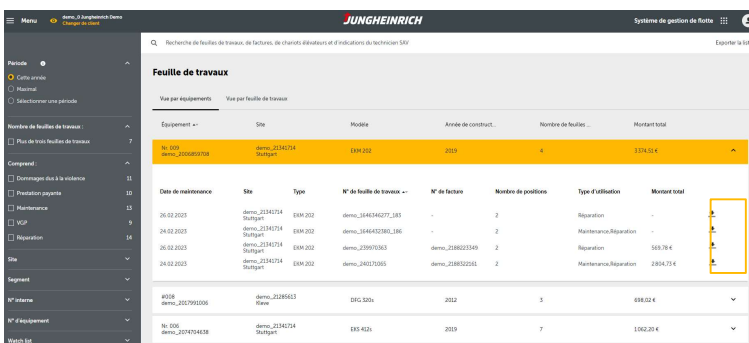 Menu
demo_0 Jungheinrich Demo
Changer de client
JUNGHEINRICH
Système de gestion de flotte
Recherche de feuilles de travaux, de factures, de chariots élévateurs et d'indications du technicien SAV
Exporter la list
Période
Cette année
Maximal
Sélectionner une période
Nombre de feuilles de travaux :
Plus de trois feuilles de travaux 7
Comprend :
Dommages dus à la violence 11
Prestation payante 10
Maintenance 13
VGP 9
Réparation 14
Site
Segment
N° interne
N° d'équipement
Watch list
Feuille de travaux
Vue par équipements Vue par feuille de travaux
Équipement Site Modèle Année de construct... Nombre de feuilles ... Montant total
Nr. 009 demo_21341714 EKM 202 2019 4 3 374,51 €
demo_2006859708 Stuttgart
Date de maintenance Site Type N° de feuille de travaux N° de facture Nombre de positions Type d'utilisation Montant total
26.02.2023 demo_21341714 EKM 202 demo_1646346277_185 - 2 Réparation -
Stuttgart
24.02.2023 demo_21341714 EKM 202 demo_1646432380_186 - 2 Maintenance,Réparation -
Stuttgart
26.02.2023 demo_21341714 EKM 202 demo_239970363 demo_2188223349 2 Réparation 569.78 €
Stuttgart
24.02.2023 demo_21341714 EKM 202 demo_240171065 demo_2188322161 2 Maintenance,Réparation 2 804.73 €
Stuttgart
#008 demo_21285613 DFG 320s 2012 3 698,02 €
demo_2017991006 Kleve
Nr. 006 demo_21341714 EKS 412s 2019 7 1 062,20 €
demo_2074704638 Stuttgart